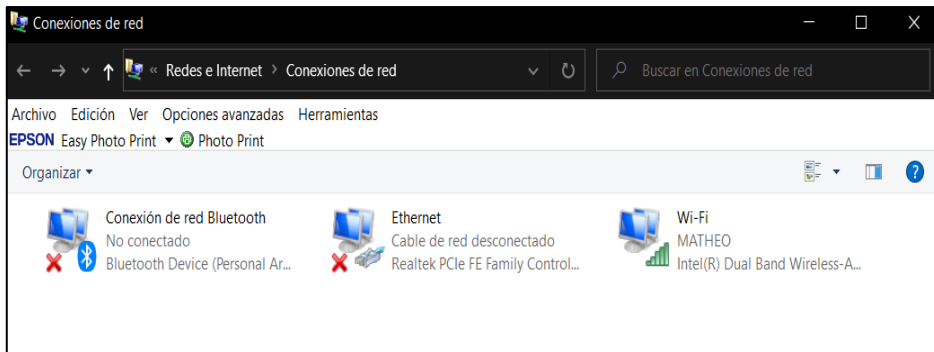 Conexiones de red
« Redes e Internet > Conexiones de red
Buscar en Conexiones de red
Archivo Edición Ver Opciones avanzadas Herramientas
EPSON Easy Photo Print Photo Print
Organizar
Conexión de red Bluetooth
No conectado
Bluetooth Device (Personal Ar...
Ethernet
Cable de red desconectado
Realtek PCIe FE Family Control...
Wi-Fi
MATHEO
Intel(R) Dual Band Wireless-A...